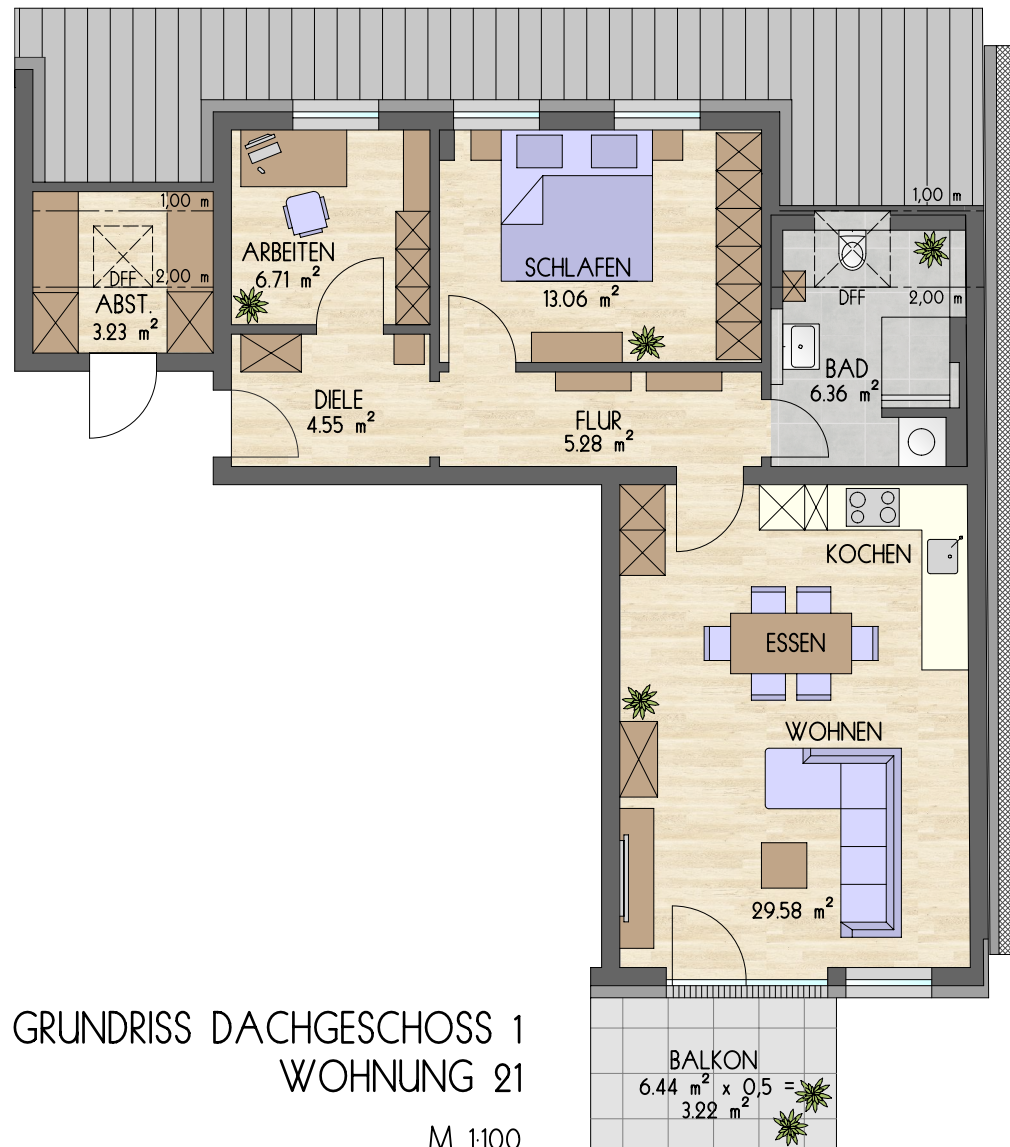 1,00 m
1,00 m
ARBEITEN
6.71 m²
SCHLAFEN
13.06 m²
DFF
2,00 m
DFF
2,00 m
ABST.
3.23 m²
BAD
6.36 m²
DIELE
4.55 m²
FLUR
5.28 m²
KOCHEN
ESSEN
WOHNEN
29.58 m²
GRUNDRISS DACHGESCHOSS 1
WOHNUNG 21
M 1:100
BALKON
6.44 m² x 0,5 =
3.22 m²